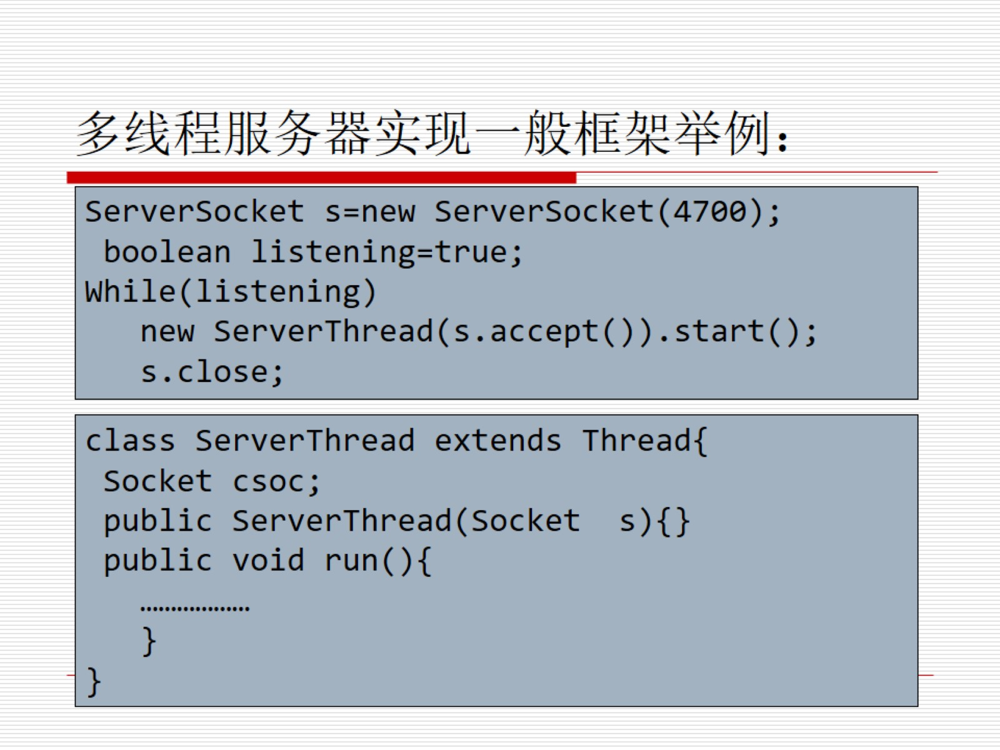 多线程服务器实现一般框架举例：
ServerSocket s=new ServerSocket(4700);
boolean listening=true;
While(listening)
new ServerThread(s.accept()).start();
s.close;
class ServerThread extends Thread{
Socket csoc;
public ServerThread(Socket  s){}
public void run(){
………………
}
}